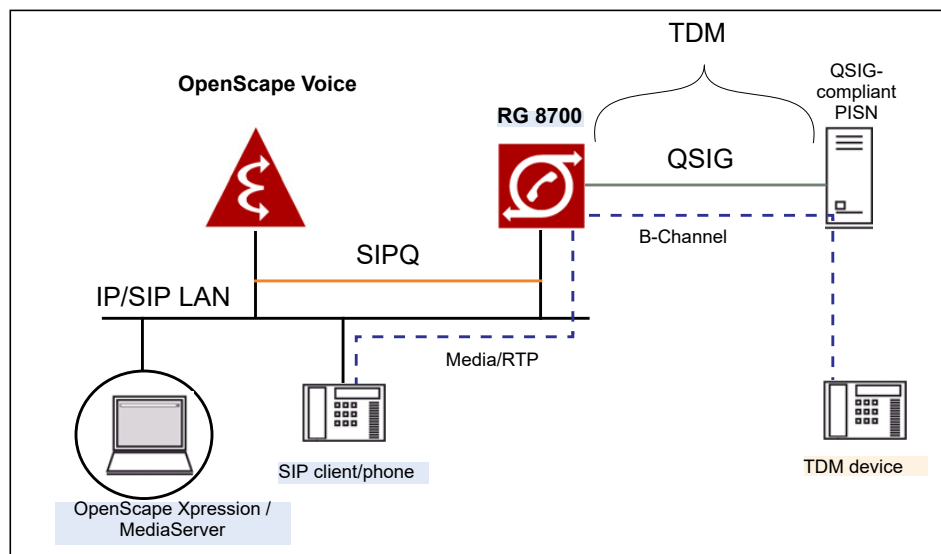 TDM
OpenScape Voice
QSIG-
compliant
PISN
RG 8700
QSIG
B-Channel
SIPQ
IP/SIP LAN
Media/RTP
SIP client/phone
TDM device
OpenScape Xpression /
MediaServer